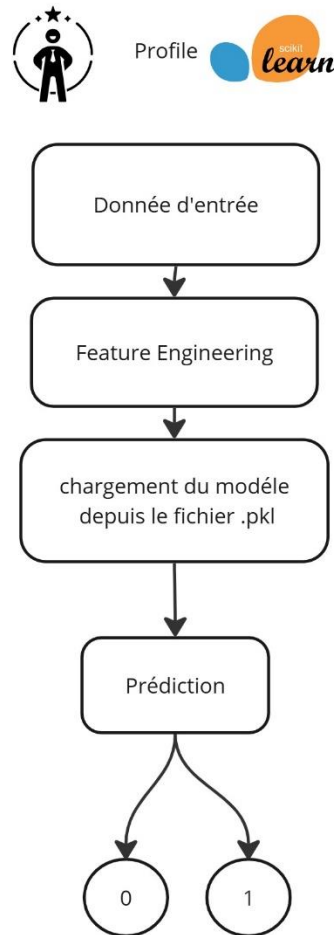 Profile
scikit
learn
Donnée d'entrée
Feature Engineering
chargement du modéle
depuis le fichier .pkl
Prédiction
0
1